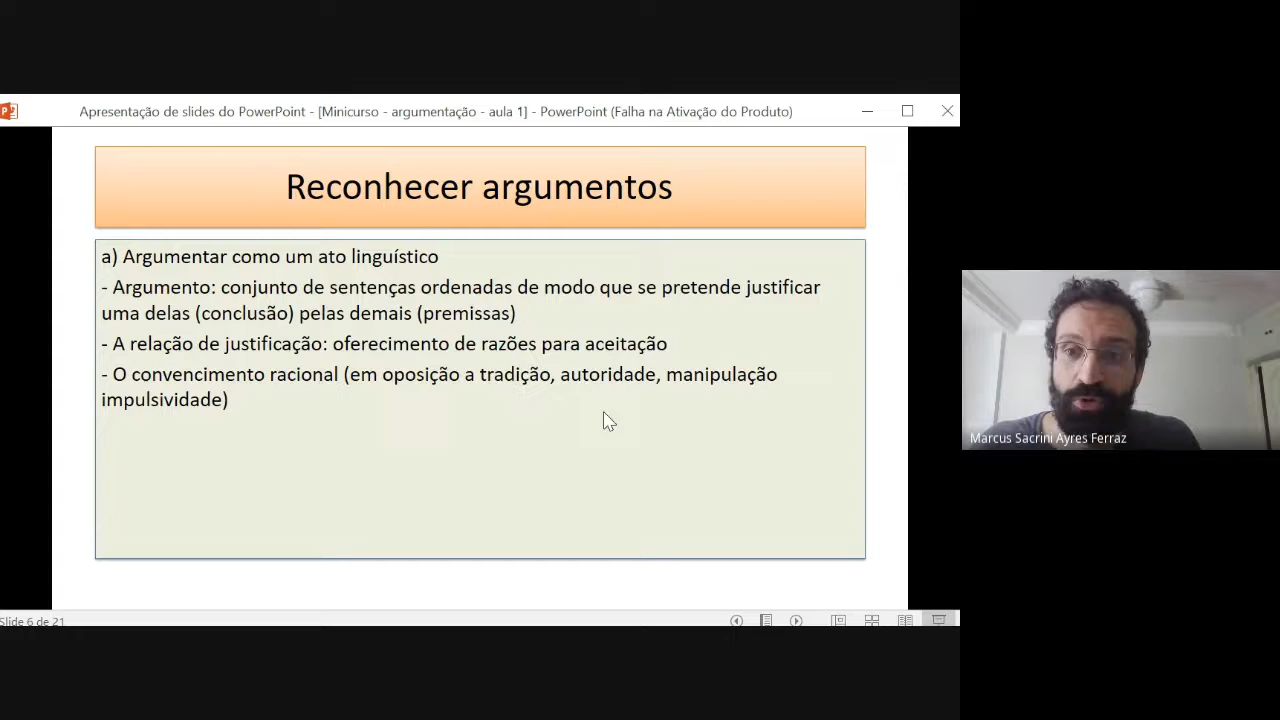 Apresentação de slides do PowerPoint - [Minicurso - argumentação - aula 1] - PowerPoint (Falha na Ativação do Produto)
Reconhecer argumentos
a) Argumentar como um ato linguístico
- Argumento: conjunto de sentenças ordenadas de modo que se pretende justificar
uma delas (conclusão) pelas demais (premissas)
- A relação de justificação: oferecimento de razões para aceitação
- O convencimento racional (em oposição a tradição, autoridade, manipulação
impulsividade)
Marcus Sacrini Ayres Ferraz
Slide 6 de 21